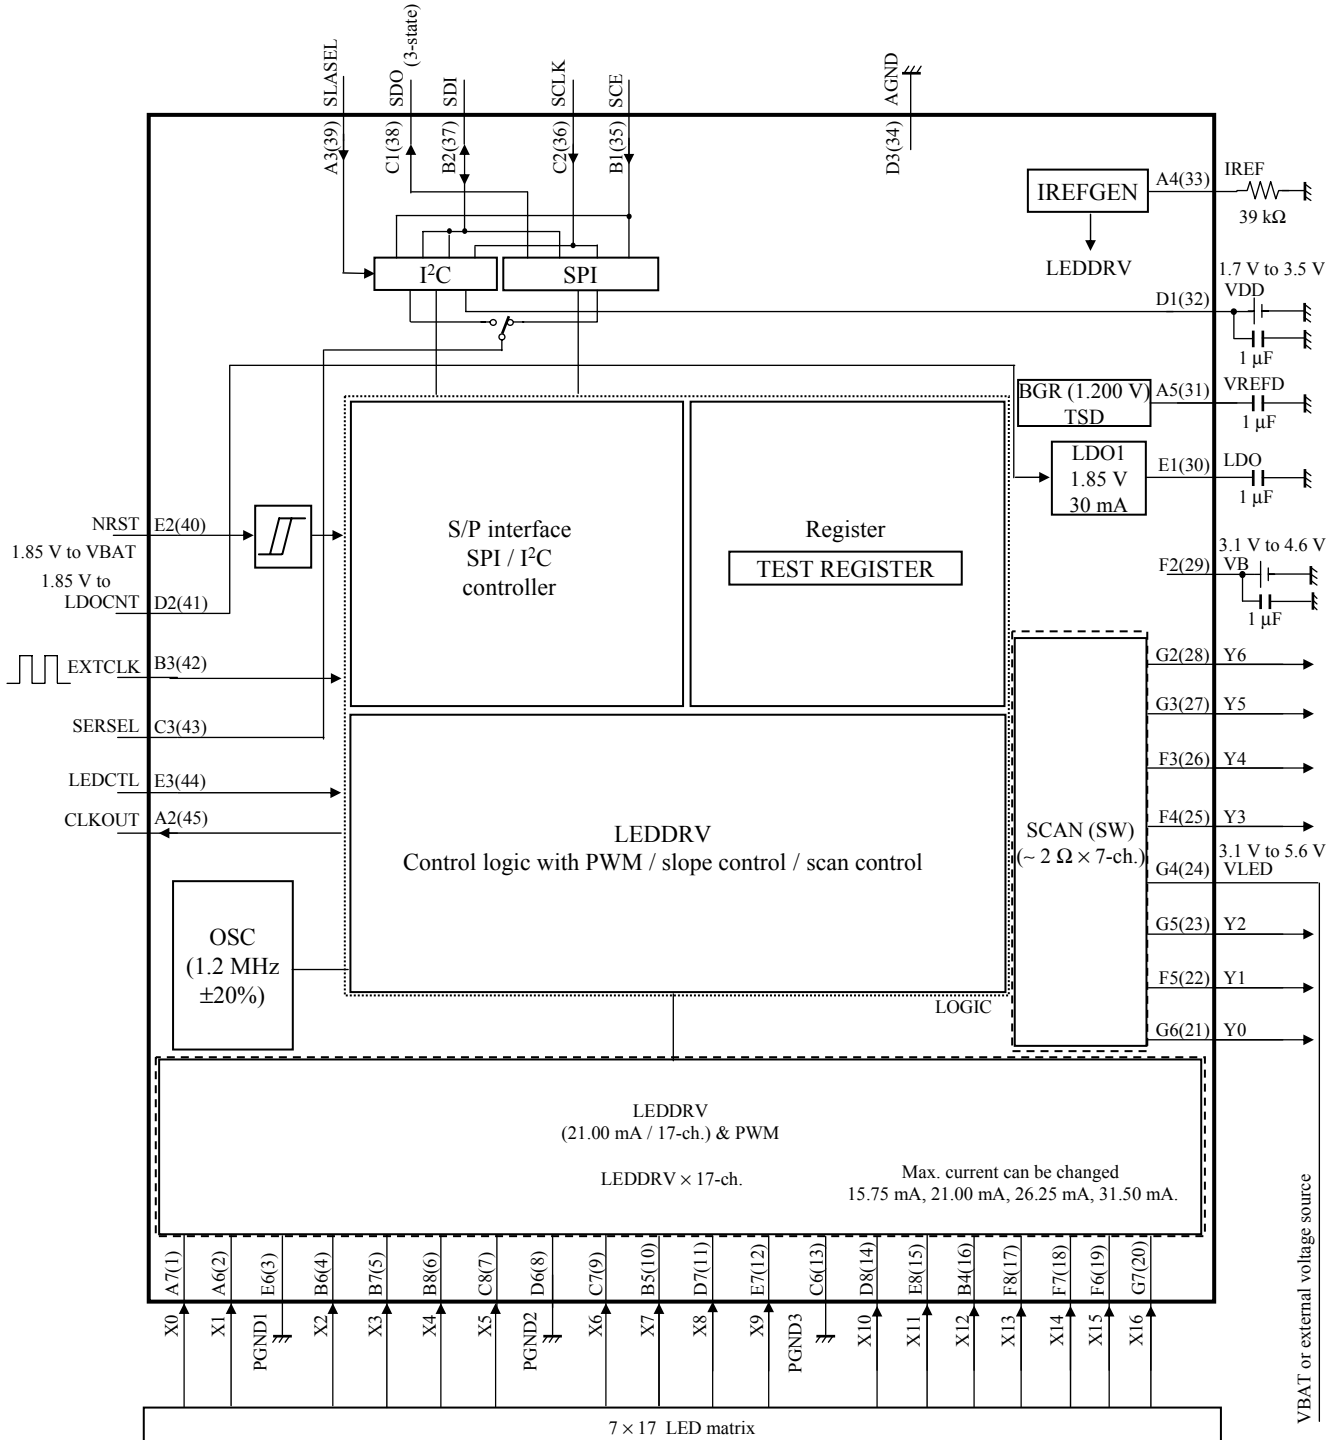 SLASEL
SDO
(3-state)
SDI
SCLK
SCE
AGND
A3(39)
C1(38)
B2(37)
C2(36)
B1(35)
D3(34)
IREFGEN
A4(33)
IREF
39 kΩ
LEDDRV
I²C
SPI
1.7 V to 3.5 V
D1(32)
VDD
1 µF
BGR (1.200 V)
TSD
A5(31)
VREFD
1 µF
LDO1
1.85 V
30 mA
E1(30)
LDO
1 µF
NRST
E2(40)
1.85 V to VBAT
1.85 V to
LDOCNT
D2(41)
S/P interface
SPI / I²C
controller
Register
TEST REGISTER
3.1 V to 4.6 V
F2(29)
VB
1 µF
EXTCLK
B3(42)
SERSEL
C3(43)
LEDCTL
E3(44)
CLKOUT
A2(45)
LEDDRV
Control logic with PWM / slope control / scan control
OSC
(1.2 MHz
±20%)
LOGIC
SCAN (SW)
(~ 2 Ω × 7-ch.)
G2(28)
Y6
G3(27)
Y5
F3(26)
Y4
F4(25)
Y3
3.1 V to 5.6 V
G4(24)
VLED
G5(23)
Y2
F5(22)
Y1
G6(21)
Y0
LEDDRV
(21.00 mA / 17-ch.) & PWM
LEDDRV × 17-ch.
Max. current can be changed
15.75 mA, 21.00 mA, 26.25 mA, 31.50 mA.
A7(1)
A6(2)
E6(3)
B6(4)
B7(5)
B8(6)
C8(7)
D6(8)
C7(9)
B5(10)
D7(11)
E7(12)
C6(13)
D8(14)
E8(15)
B4(16)
F8(17)
F7(18)
F6(19)
G7(20)
X0
X1
PGND1
X2
X3
X4
X5
PGND2
X6
X7
X8
X9
PGND3
X10
X11
X12
X13
X14
X15
X16
VBAT or external voltage source
7 × 17 LED matrix